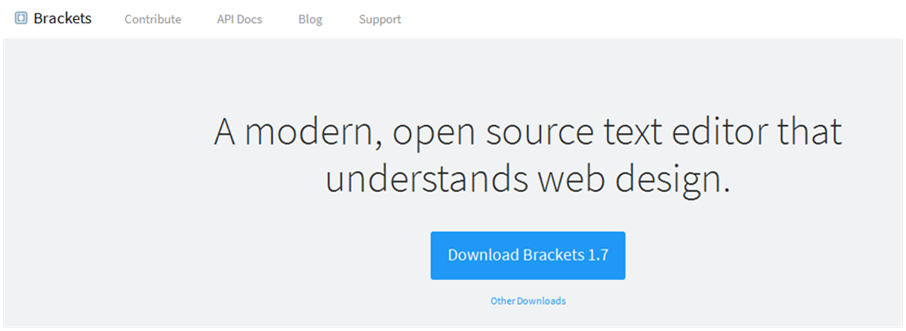 Brackets Contribute API Docs Blog Support
A modern, open source text editor that
understands web design.
Download Brackets 1.7
Other Downloads